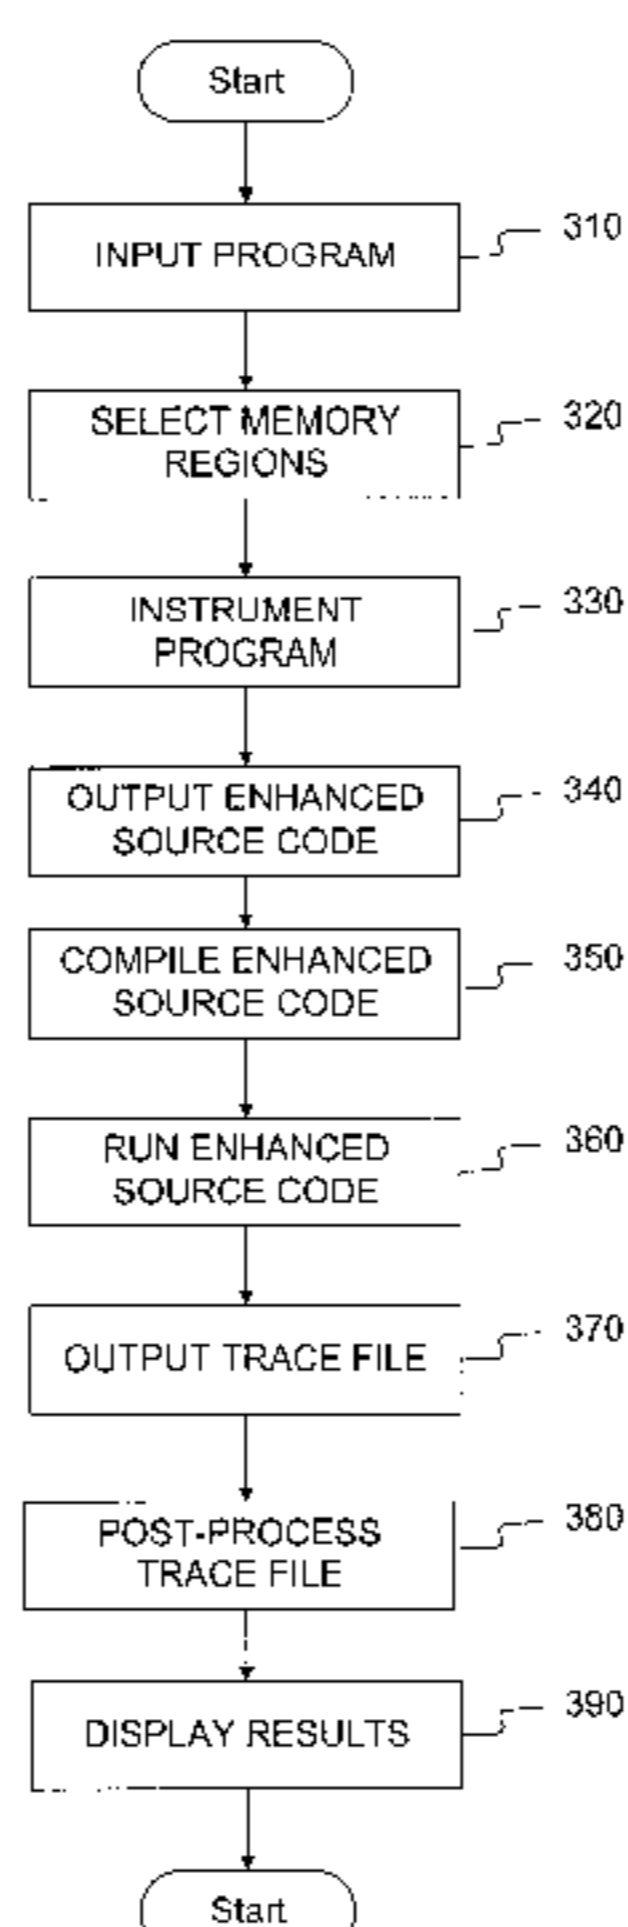 Start
INPUT PROGRAM
310
SELECT MEMORY
REGIONS
320
INSTRUMENT
PROGRAM
330
OUTPUT ENHANCED
SOURCE CODE
340
COMPILE ENHANCED
SOURCE CODE
350
RUN ENHANCED
SOURCE CODE
360
OUTPUT TRACE FILE
370
POST-PROCESS
TRACE FILE
380
DISPLAY RESULTS
390
Start